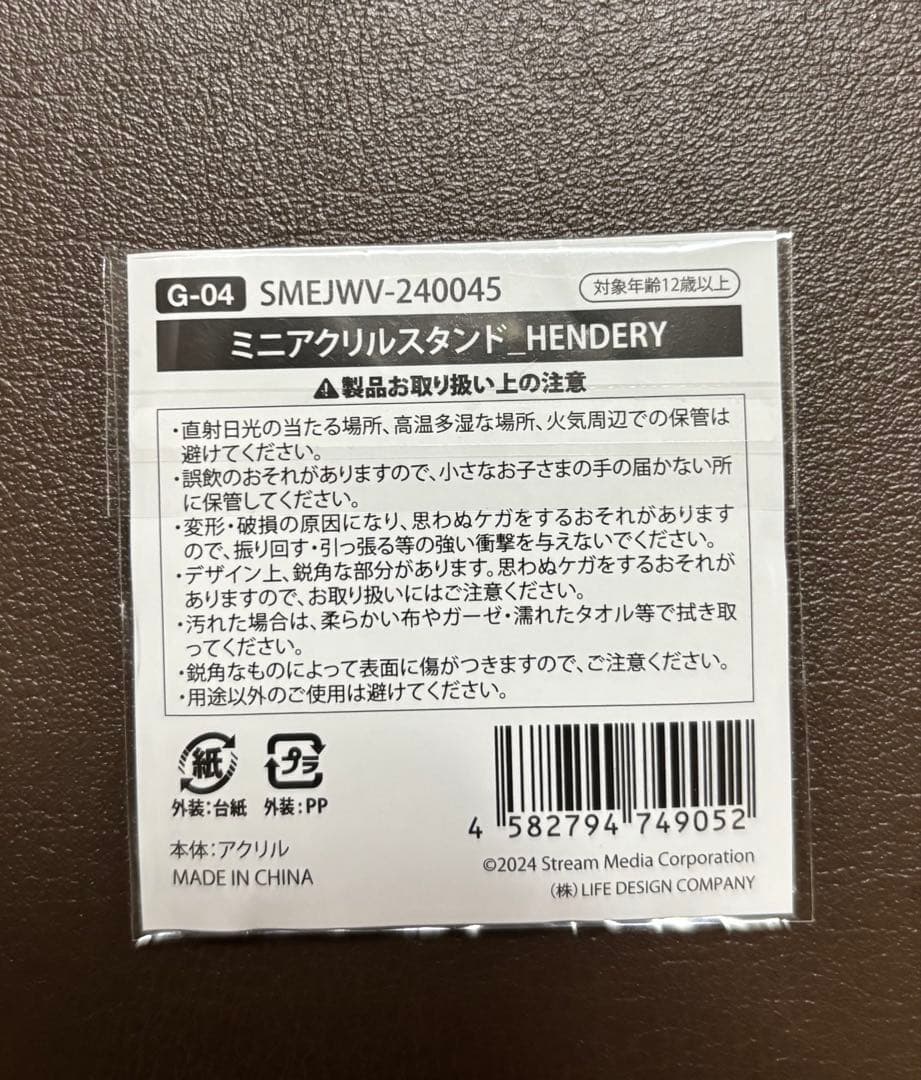 G-04 SMEJWV-240045 対象年齢12歳以上
ミニアクリルスタンド_HENDERY
⚠製品お取り扱い上の注意
・直射日光の当たる場所、高温多湿な場所、火気周辺での保管は
避けてください。
・誤飲のおそれがありますので、小さなお子さまの手の届かない所
に保管してください。
・変形・破損の原因になり、思わぬケガをするおそれがあります
ので、振り回す・引っ張る等の強い衝撃を与えないでください。
・デザイン上、鋭角な部分があります。思わぬケガをするおそれが
ありますので、お取り扱いにはご注意ください。
・汚れた場合は、柔らかい布やガーゼ・濡れたタオル等で拭き取
ってください。
・鋭角なものによって表面に傷がつきますので、ご注意ください。
・用途以外のご使用は避けてください。
紙 プラ
外装:台紙 外装:PP
4 582794 749052
本体:アクリル
MADE IN CHINA
©2024 Stream Media Corporation
(株)LIFE DESIGN COMPANY